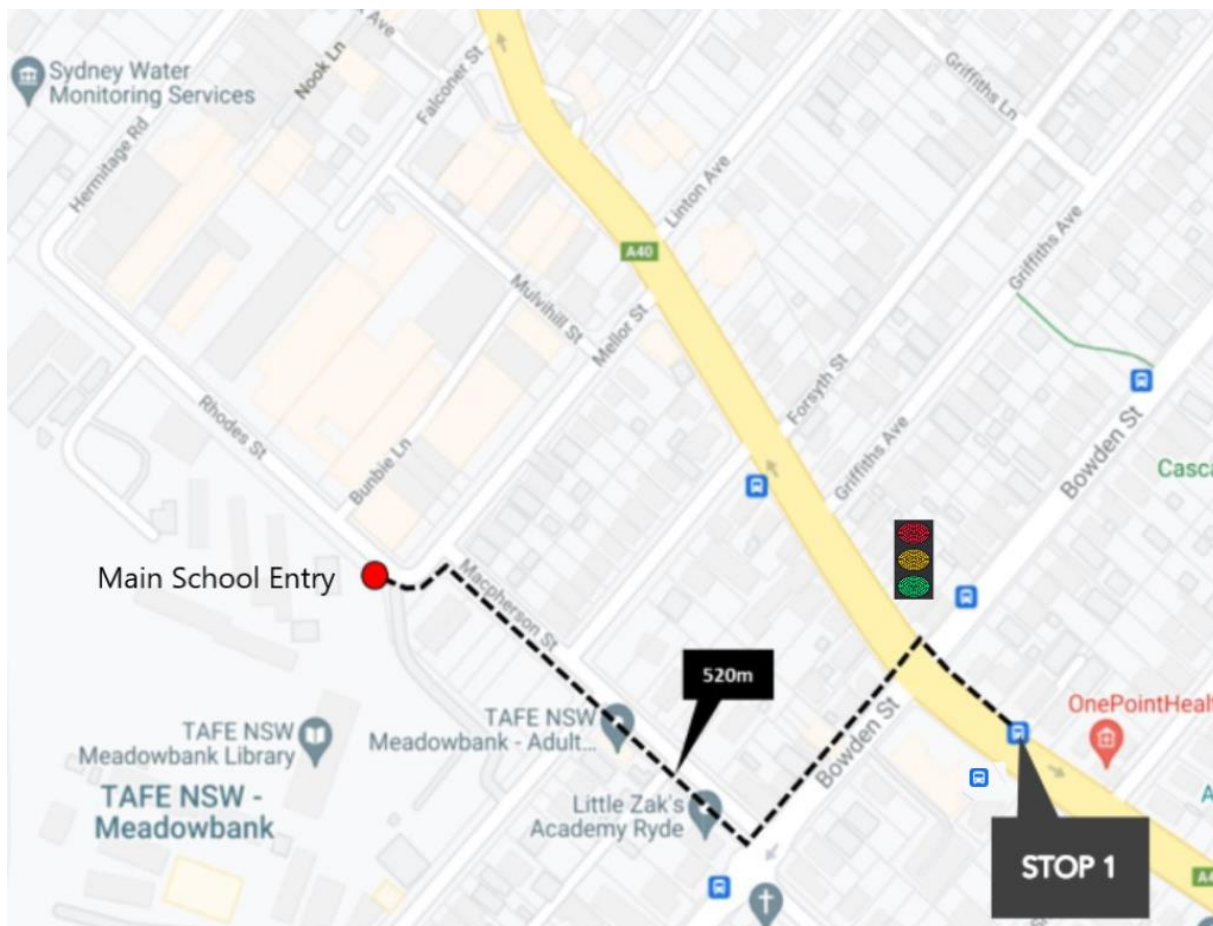 Sydney Water
Monitoring Services
Nook Ln
Ave
Falconer St
Hermitage Rd
Griffiths Ln
Linton Ave
A40
Griffiths Ave
Mulvihill St
Mellor St
Forsyth St
Rhodes St
Bunbie Ln
Griffiths Ave
Bowden St
Casca
Main School Entry
Macpherson St
520m
OnePointHealt
TAFE NSW
Meadowbank - Adult...
TAFE NSW
Meadowbank Library
Bowden St
TAFE NSW -
Meadowbank
Little Zak's
Academy Ryde
STOP 1
A4